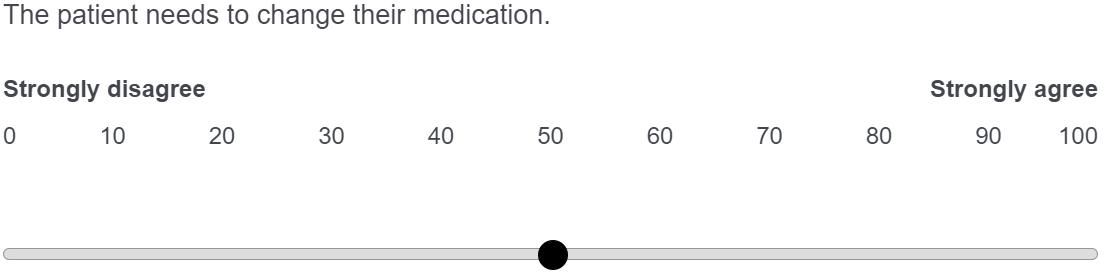 The patient needs to change their medication.
Strongly disagree Strongly agree
0 10 20 30 40 50 60 70 80 90 100